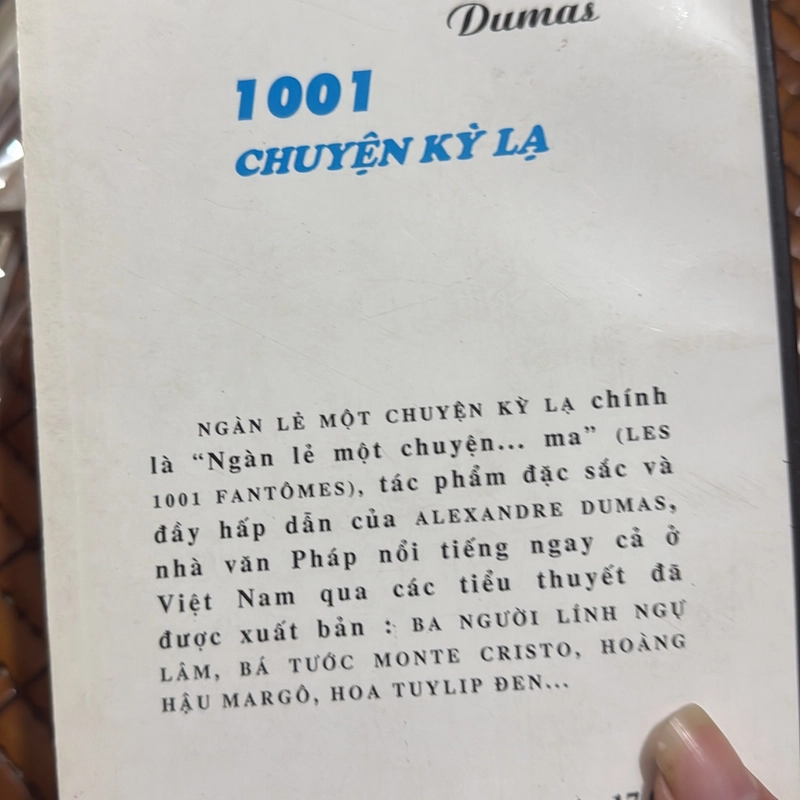 Dumas
1001
CHUYỆN KỲ LẠ
NGÀN LẺ MỘT CHUYỆN KỲ LẠ chính
là “Ngàn lẻ một chuyện... ma” (LES
1001 FANTÔMES), tác phẩm đặc sắc và
đầy hấp dẫn của ALEXANDRE DUMAS,
nhà văn Pháp nổi tiếng ngay cả ở
Việt Nam qua các tiểu thuyết đã
được xuất bản : BA NGƯỜI LÍNH NGỰ
LÂM, BÁ TƯỚC MONTE CRISTO, HOÀNG
HẬU MARGÔ, HOA TUYLIP ĐEN...